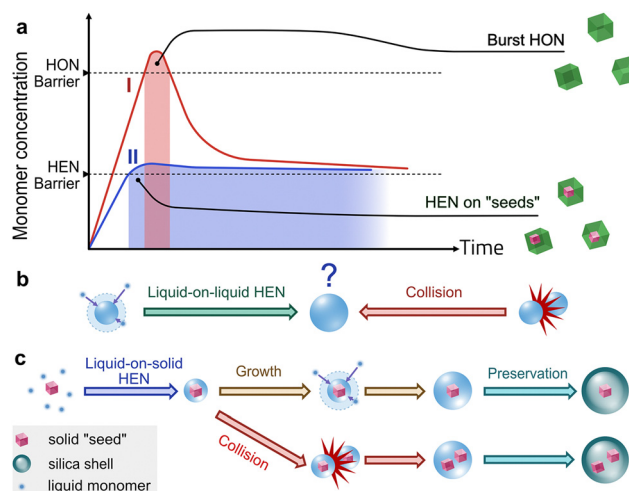 a
Monomer concentration
HON
Barrier
HEN
Barrier
I
II
Burst HON
HEN on "seeds"
Time
b
Liquid-on-liquid HEN
?
Collision
c
Liquid-on-solid
HEN
Growth
Preservation
Collision
solid "seed"
silica shell
liquid monomer